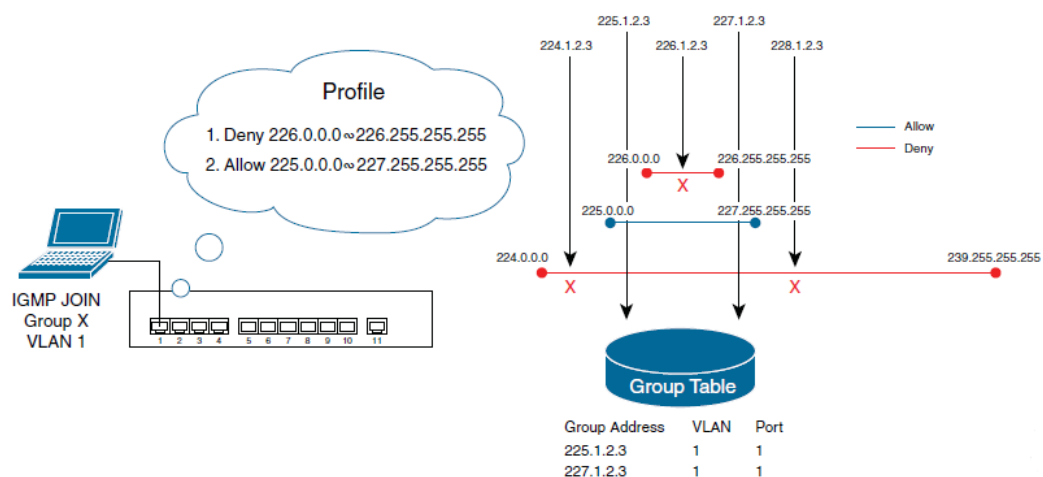 Profile
1. Deny 226.0.0.0∞226.255.255.255
2. Allow 225.0.0.0∞227.255.255.255
IGMP JOIN
Group X
VLAN 1
1 2 3 4 5 6 7 8 9 10 11
225.1.2.3 227.1.2.3
224.1.2.3 226.1.2.3 228.1.2.3
Allow
Deny
226.0.0.0 226.255.255.255
X
225.0.0.0 227.255.255.255
224.0.0.0 239.255.255.255
X X
Group Table
Group Address VLAN Port
225.1.2.3 1 1
227.1.2.3 1 1